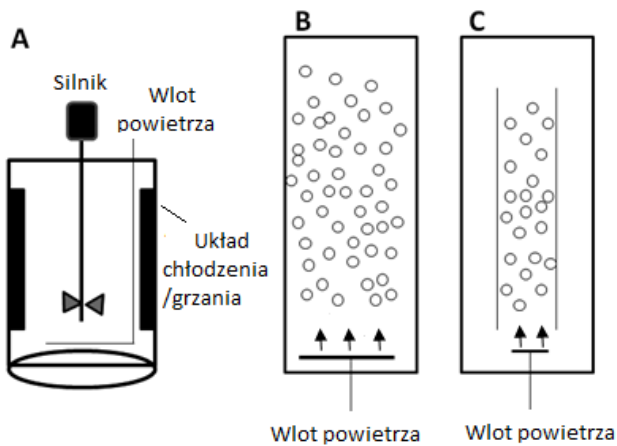 A
Silnik
Wlot
powietrza
Układ
chłodzenia
/grzania
B
Wlot powietrza
C
Wlot powietrza